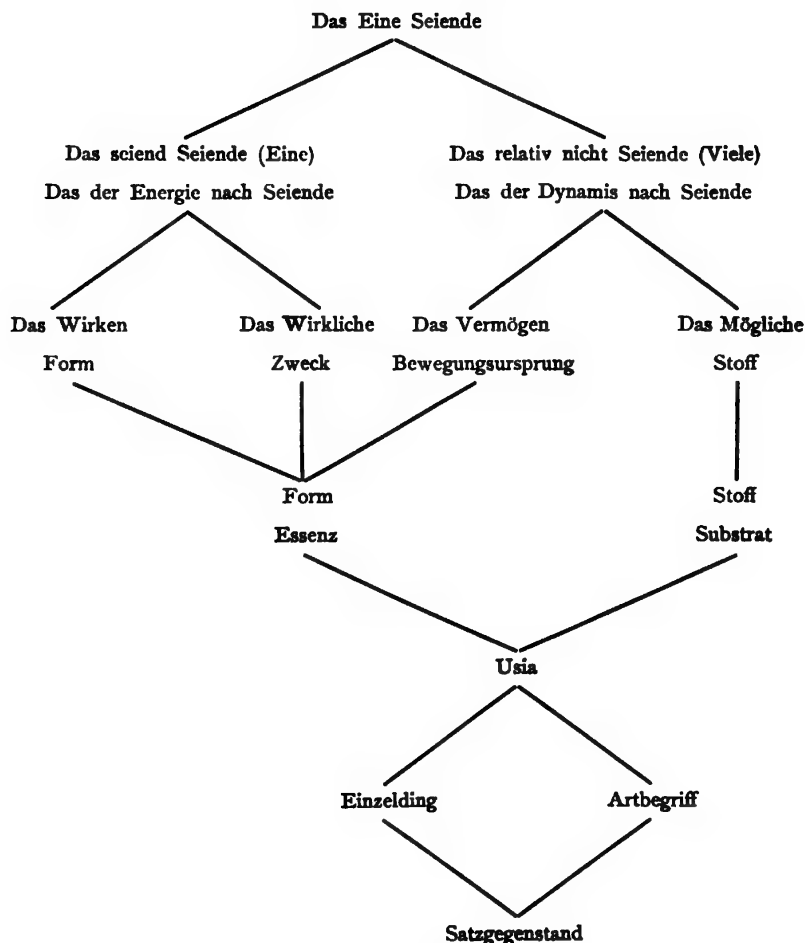 Das Eine Seiende
Das seiend Seiende (Eine)
Das relativ nicht Seiende (Viele)
Das der Energie nach Seiende
Das der Dynamis nach Seiende
Das Wirken
Das Wirkliche
Das Vermögen
Das Mögliche
Form
Zweck
Bewegungsursprung
Stoff
Form
Stoff
Essenz
Substrat
Usia
Einzelding
Artbegriff
Satzgegenstand